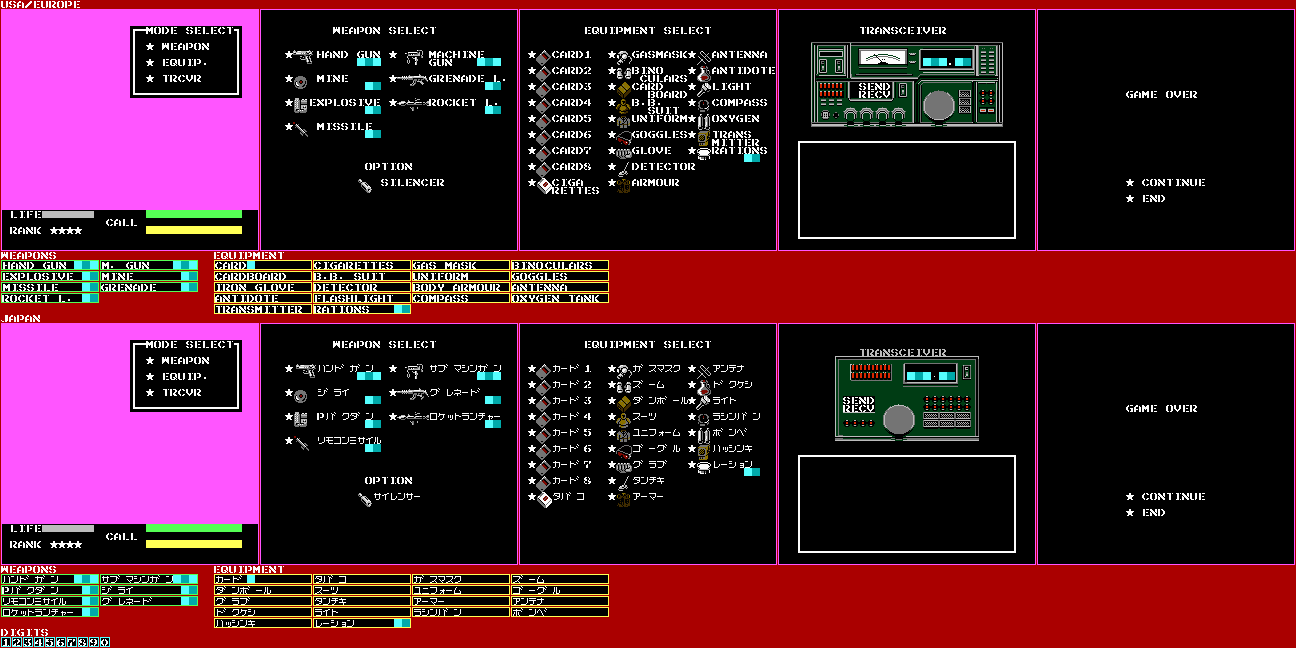 USA/EUROPE
MODE SELECT
★ WEAPON
★ EQUIP.
★ TRCVR
LIFE
CALL
RANK ★★★★
WEAPON SELECT
★ HAND GUN
★ MACHINE GUN
★ MINE
★ GRENADE L.
★ EXPLOSIVE
★ ROCKET L.
★ MISSILE
OPTION
SILENCER
EQUIPMENT SELECT
★ CARD1 ★ GASMASK ★ ANTENNA
★ CARD2 ★ BINOCULARS ★ ANTIDOTE
★ CARD3 ★ CARDBOARD ★ LIGHT
★ CARD4 ★ B.B. SUIT ★ COMPASS
★ CARD5 ★ UNIFORM ★ OXYGEN
★ CARD6 ★ GOGGLES ★ TRANSMITTER
★ CARD7 ★ GLOVE ★ RATIONS
★ CARD8 ★ DETECTOR
★ CIGARETTES ★ ARMOUR
TRANSCEIVER
SEND
RECV
GAME OVER
★ CONTINUE
★ END
WEAPONS
HAND GUN M. GUN
EXPLOSIVE MINE
MISSILE GRENADE
ROCKET L.
EQUIPMENT
CARD CIGARETTES GAS MASK BINOCULARS
CARDBOARD B.B. SUIT UNIFORM GOGGLES
IRON GLOVE DETECTOR BODY ARMOUR ANTENNA
ANTIDOTE FLASHLIGHT COMPASS OXYGEN TANK
TRANSMITTER RATIONS
JAPAN
MODE SELECT
★ WEAPON
★ EQUIP.
★ TRCVR
LIFE
CALL
RANK ★★★★
WEAPON SELECT
★ ハンドガン
★ サブマシンガン
★ ジライ
★ グレネード
★ Pバクダン
★ ロケットランチャー
★ リモコンミサイル
OPTION
サイレンサー
EQUIPMENT SELECT
★ カード1 ★ ガスマスク ★ アンテナ
★ カード2 ★ ズーム ★ ドクケシ
★ カード3 ★ ダンボール ★ ライト
★ カード4 ★ スーツ ★ ラシンバン
★ カード5 ★ ユニフォーム ★ ボンベ
★ カード6 ★ ゴーグル ★ ハッシンキ
★ カード7 ★ グラブ ★ レーション
★ カード8 ★ タンチキ
★ タバコ ★ アーマー
TRANSCEIVER
SEND
RECV
GAME OVER
★ CONTINUE
★ END
WEAPONS
ハンドガン サブマシンガン
Pバクダン ジライ
リモコンミサイル グレネード
ロケットランチャー
EQUIPMENT
カード タバコ ガスマスク ズーム
ダンボール スーツ ユニフォーム ゴーグル
グラブ タンチキ アーマー アンテナ
ドクケシ ライト ラシンバン ボンベ
ハッシンキ レーション
DIGITS
1234567890